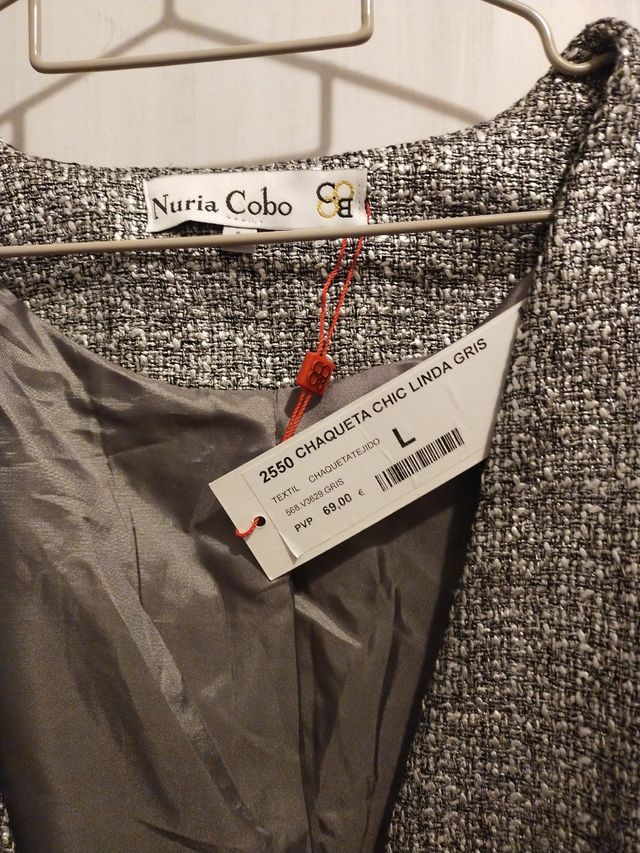 Nuria Cobo
2550 CHAQUETA CHIC LINDA GRIS
TEXTIL CHAQUETATEJIDO L
568.V3629.GRIS
PVP 69,00 €